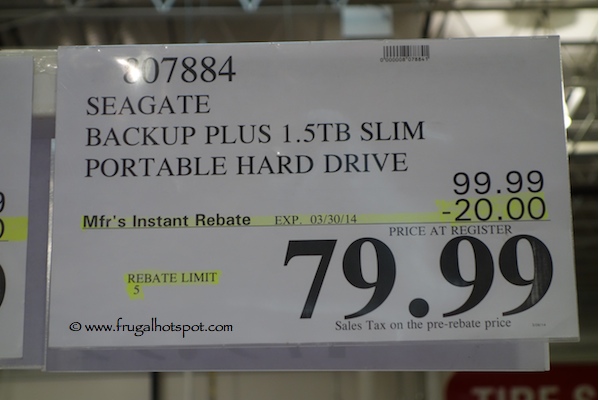 807884
SEAGATE
BACKUP PLUS 1.5TB SLIM
PORTABLE HARD DRIVE
99.99
Mfr's Instant Rebate EXP. 03/30/14 -20.00
PRICE AT REGISTER
79.99
REBATE LIMIT
5
Sales Tax on the pre-rebate price
© www.frugalhotspot.com